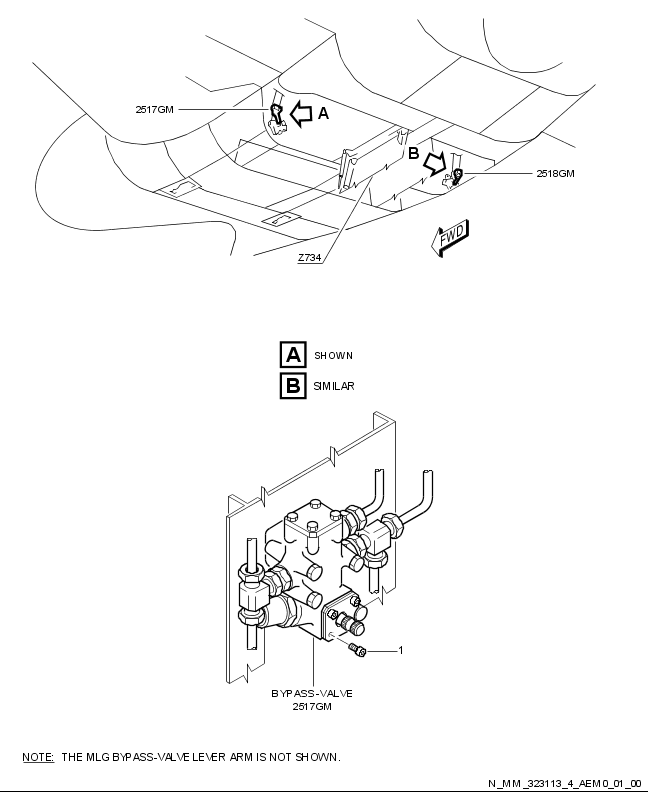 2517GM
A
B
2518GM
FWD
Z734
A SHOWN
B SIMILAR
1
BYPASS-VALVE
2517GM
NOTE: THE MLG BYPASS-VALVE LEVER ARM IS NOT SHOWN.
N_MM_323113_4_AEM0_01_00